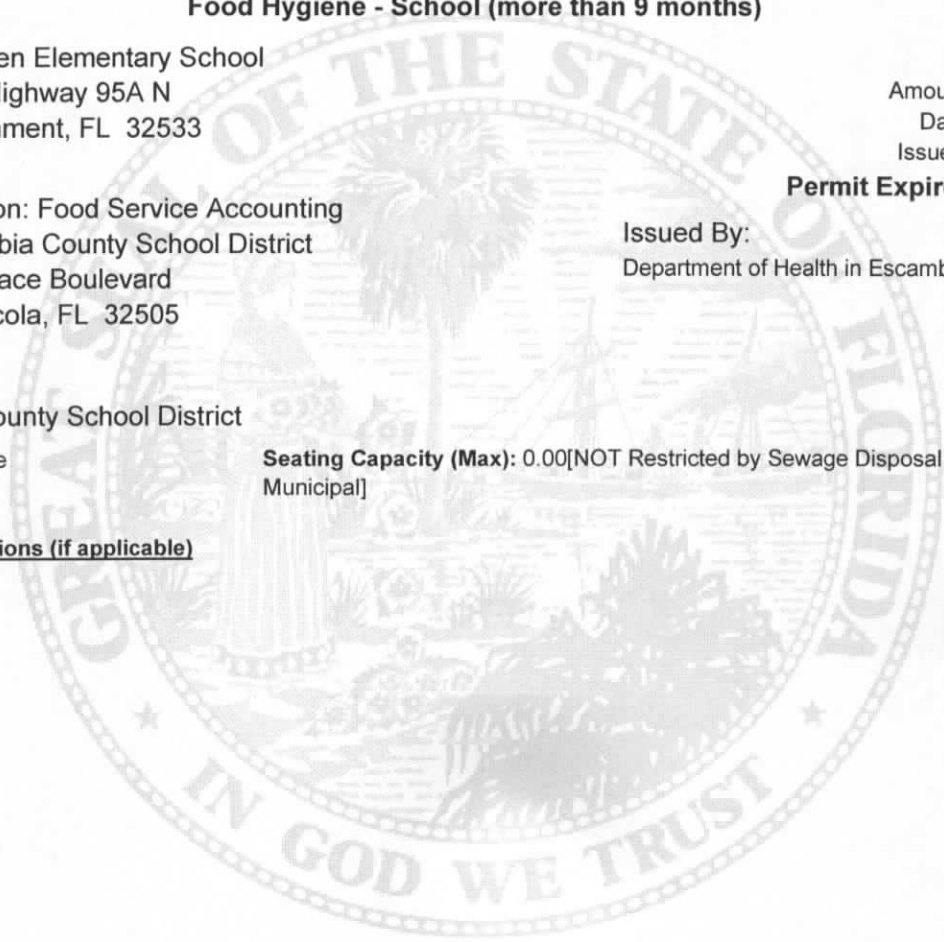 Food Hygiene - School (more than 9 months)
en Elementary School
lighway 95A N
nment, FL 32533
Amou
Da
Issue
Permit Expir
on: Food Service Accounting
bia County School District
ace Boulevard
cola, FL 32505
Issued By:
Department of Health in Escamb
ounty School District
e
Seating Capacity (Max): 0.00[NOT Restricted by Sewage Disposal
Municipal]
ions (if applicable)
GREAT SEAL OF THE STATE OF FLORIDA
IN GOD WE TRUST